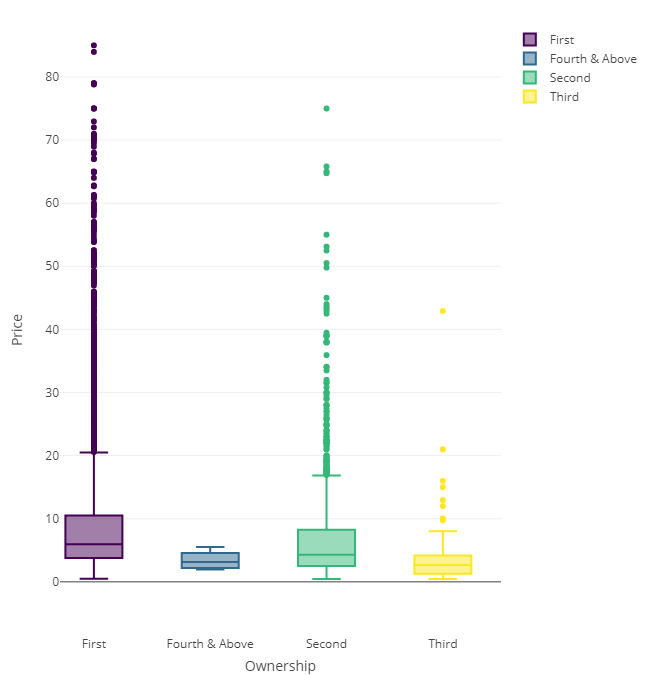 First
Fourth & Above
Second
Third
80
70
60
50
40
30
20
10
0
Price
First
Fourth & Above
Second
Third
Ownership